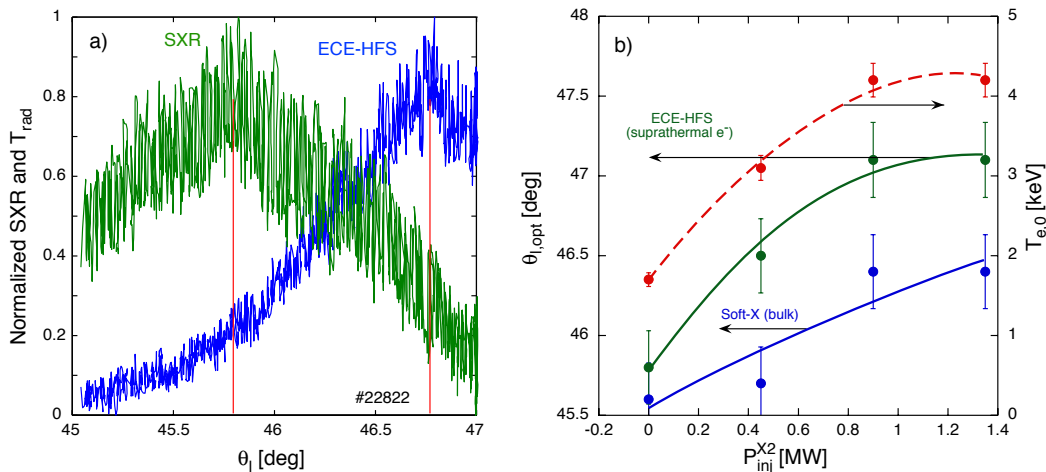 a)
SXR
ECE-HFS
#22822
Normalized SXR and T_rad
0
0.2
0.4
0.6
0.8
1
45
45.5
46
46.5
47
θ_l [deg]
b)
ECE-HFS
(suprathermal e⁻)
Soft-X (bulk)
θ_l,opt [deg]
45.5
46
46.5
47
47.5
48
T_e.0 [keV]
0
1
2
3
4
5
-0.2
0
0.2
0.4
0.6
0.8
1
1.2
1.4
P_inj^X2 [MW]